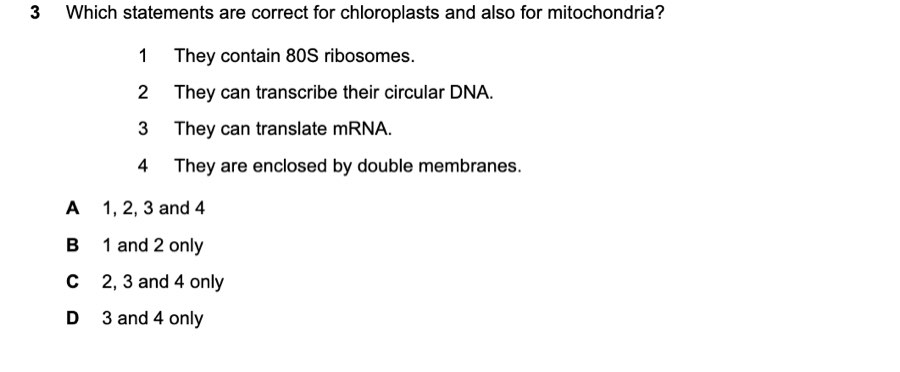 3 Which statements are correct for chloroplasts and also for mitochondria?
1 They contain 80S ribosomes.
2 They can transcribe their circular DNA.
3 They can translate mRNA.
4 They are enclosed by double membranes.
A 1, 2, 3 and 4
B 1 and 2 only
C 2, 3 and 4 only
D 3 and 4 only